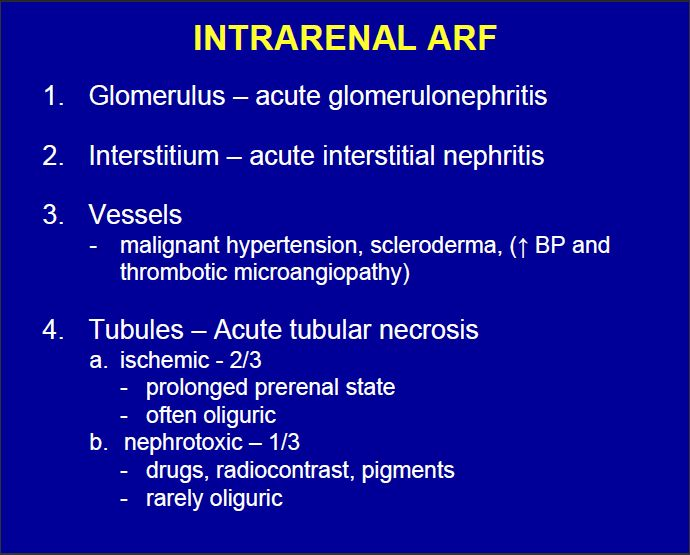 INTRARENAL ARF
1. Glomerulus – acute glomerulonephritis
2. Interstitium – acute interstitial nephritis
3. Vessels
- malignant hypertension, scleroderma, (↑ BP and
thrombotic microangiopathy)
4. Tubules – Acute tubular necrosis
a. ischemic - 2/3
- prolonged prerenal state
- often oliguric
b. nephrotoxic – 1/3
- drugs, radiocontrast, pigments
- rarely oliguric